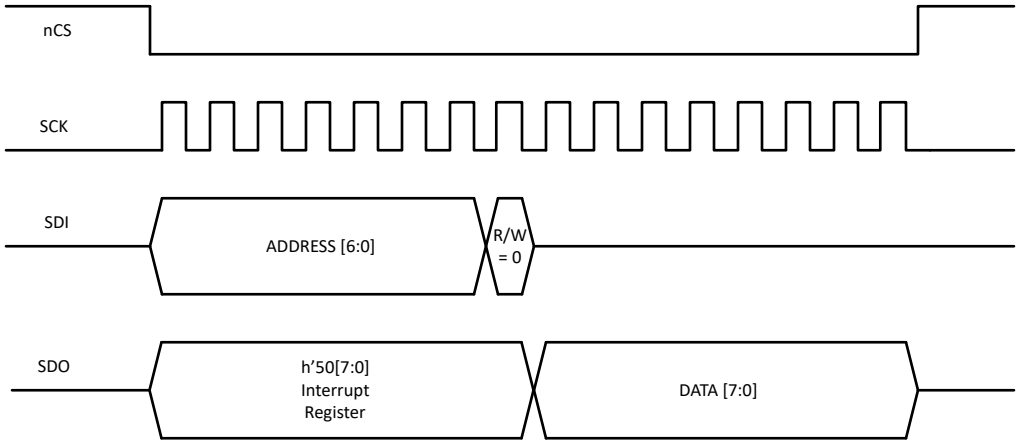 nCS
SCK
SDI
ADDRESS [6:0]
R/W
= 0
SDO
h’50[7:0]
Interrupt
Register
DATA [7:0]